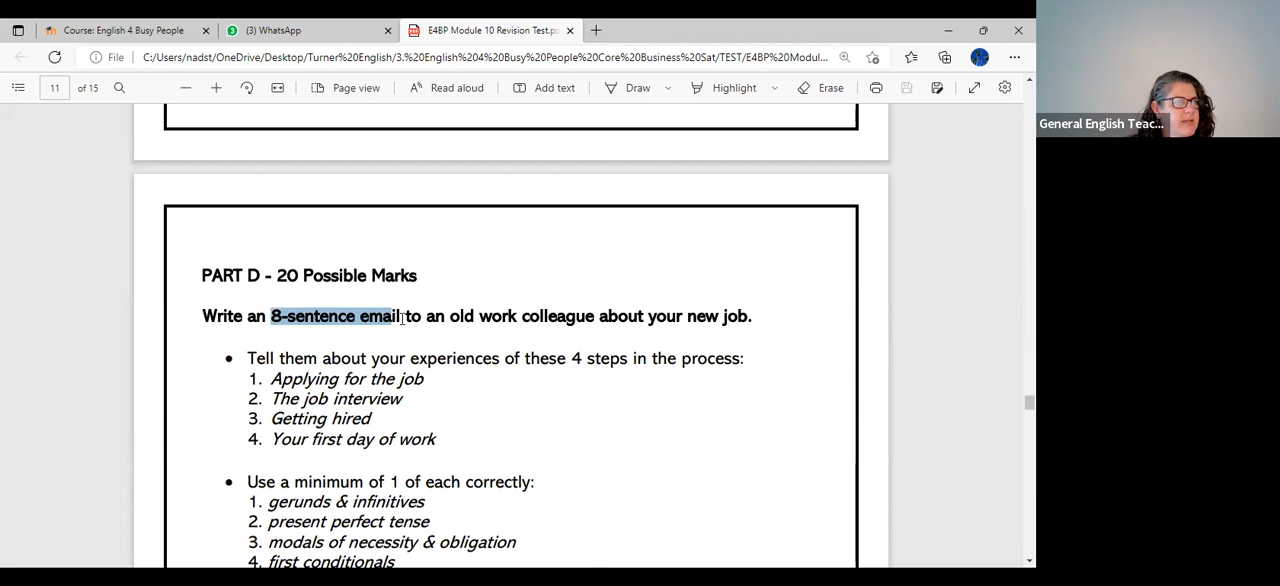 Course: English 4 Busy People
(3) WhatsApp
E4BP Module 10 Revision Test.pd
File
C:/Users/nadst/OneDrive/Desktop/Turner%20English/3.%20English%204%20Busy%20People%20Core%20Business%20Sat/TEST/E4BP%20Modul...
11
of 15
Page view
Read aloud
Add text
Draw
Highlight
Erase
General English Teac...
PART D - 20 Possible Marks
Write an 8-sentence email to an old work colleague about your new job.
• Tell them about your experiences of these 4 steps in the process:
1. Applying for the job
2. The job interview
3. Getting hired
4. Your first day of work
• Use a minimum of 1 of each correctly:
1. gerunds & infinitives
2. present perfect tense
3. modals of necessity & obligation
4. first conditionals